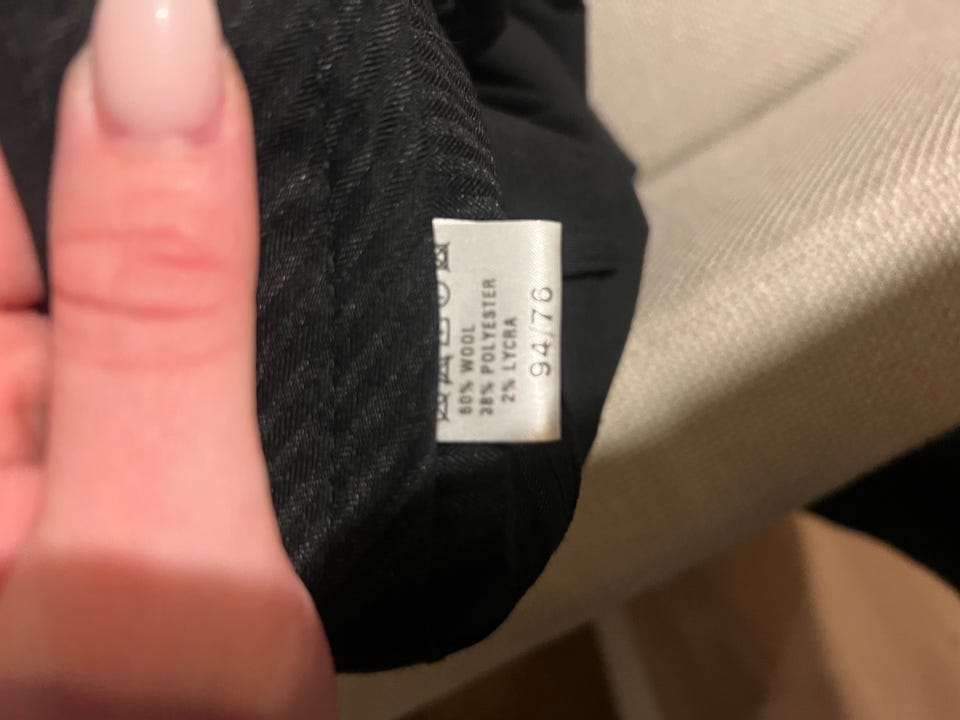 60% WOOL
38% POLYESTER
2% LYCRA
94/76